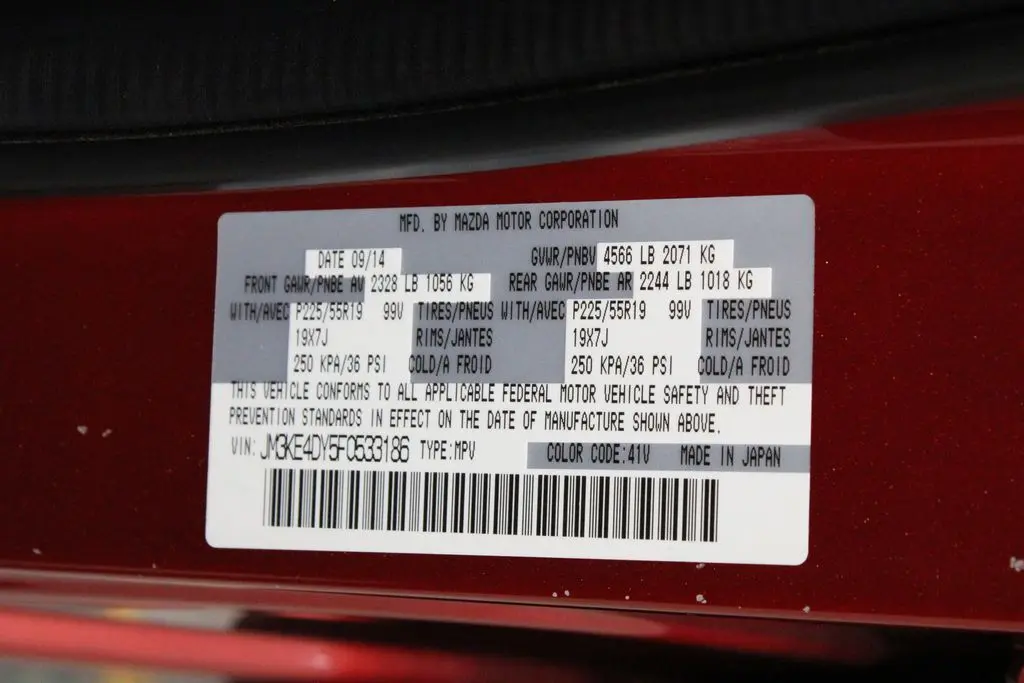 MFD. BY MAZDA MOTOR CORPORATION
DATE 09/14 GVWR/PNBV 4566 LB 2071 KG
FRONT GAWR/PNBE AV 2328 LB 1056 KG REAR GAWR/PNBE AR 2244 LB 1018 KG
WITH/AVEC P225/55R19 99V TIRES/PNEUS WITH/AVEC P225/55R19 99V TIRES/PNEUS
19X7J RIMS/JANTES 19X7J RIMS/JANTES
250 KPA/36 PSI COLD/A FROID 250 KPA/36 PSI COLD/A FROID
THIS VEHICLE CONFORMS TO ALL APPLICABLE FEDERAL MOTOR VEHICLE SAFETY AND THEFT
PREVENTION STANDARDS IN EFFECT ON THE DATE OF MANUFACTURE SHOWN ABOVE.
VIN: JM3KE4DY5F0533186 TYPE:MPV COLOR CODE:41V MADE IN JAPAN